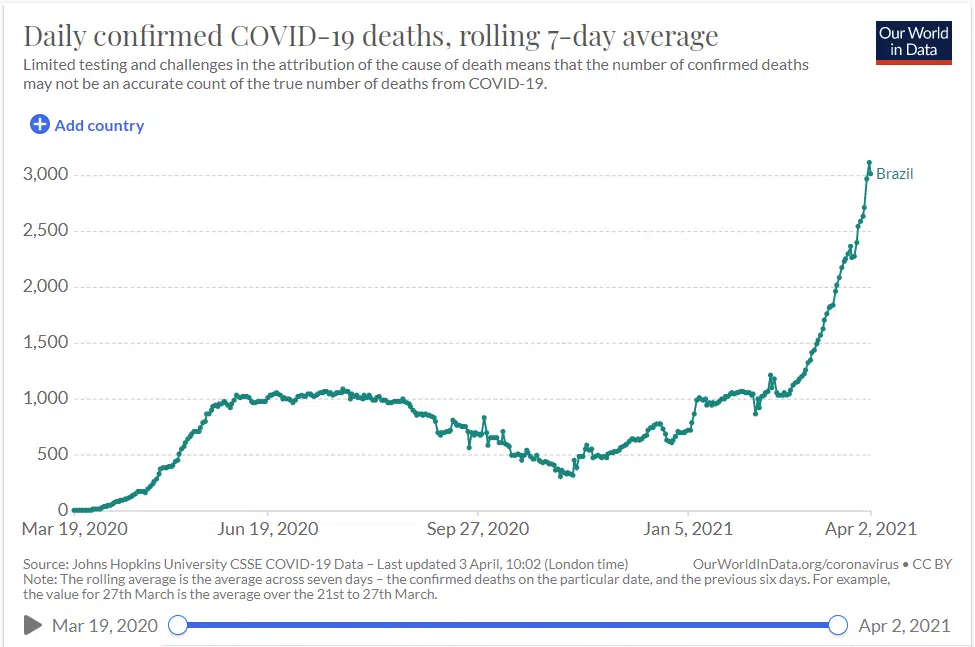 Daily confirmed COVID-19 deaths, rolling 7-day average
Our World
in Data
Limited testing and challenges in the attribution of the cause of death means that the number of confirmed deaths
may not be an accurate count of the true number of deaths from COVID-19.
Add country
3,000
Brazil
2,500
2,000
1,500
1,000
500
0
Mar 19, 2020 Jun 19, 2020 Sep 27, 2020 Jan 5, 2021 Apr 2, 2021
Source: Johns Hopkins University CSSE COVID-19 Data – Last updated 3 April, 10:02 (London time) OurWorldInData.org/coronavirus • CC BY
Note: The rolling average is the average across seven days – the confirmed deaths on the particular date, and the previous six days. For example,
the value for 27th March is the average over the 21st to 27th March.
Mar 19, 2020 Apr 2, 2021